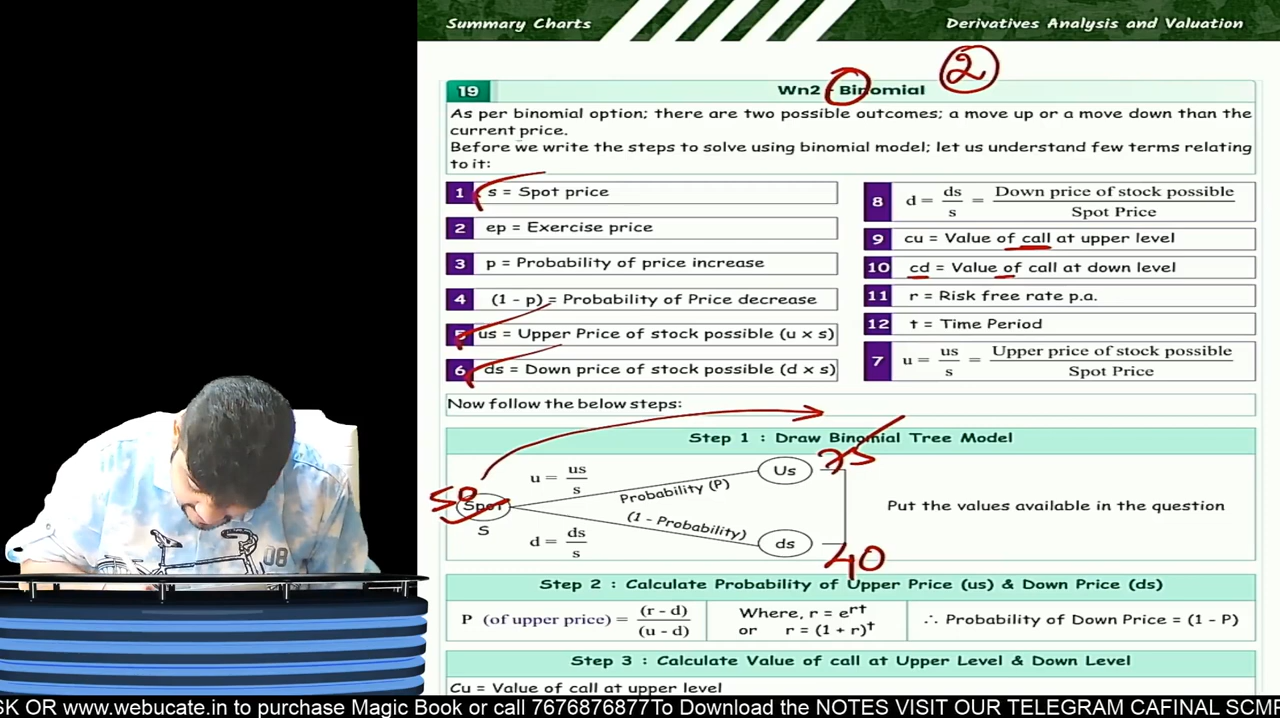 Summary Charts
Derivatives Analysis and Valuation
2
19
Wn2 - Binomial
As per binomial option; there are two possible outcomes; a move up or a move down than the
current price.
Before we write the steps to solve using binomial model; let us understand few terms relating
to it:
1 s = Spot price
2 ep = Exercise price
3 p = Probability of price increase
4 (1 - p) = Probability of Price decrease
5 us = Upper Price of stock possible (u x s)
6 ds = Down price of stock possible (d x s)
8 d = ds/s = Down price of stock possible/Spot Price
9 cu = Value of call at upper level
10 cd = Value of call at down level
11 r = Risk free rate p.a.
12 t = Time Period
7 u = us/s = Upper price of stock possible/Spot Price
Now follow the below steps:
Step 1 : Draw Binomial Tree Model
50
Spot
S
u = us/s
d = ds/s
Probability (P)
(1 - Probability)
Us
75
ds
40
Put the values available in the question
Step 2 : Calculate Probability of Upper Price (us) & Down Price (ds)
P (of upper price) = (r - d)/(u - d)
Where, r = e^rt
or r = (1 + r)^t
∴ Probability of Down Price = (1 - P)
Step 3 : Calculate Value of call at Upper Level & Down Level
Cu = Value of call at upper level
08
SK OR www.webucate.in to purchase Magic Book or call 7676876877To Download the NOTES VISIT OUR TELEGRAM CAFINAL SCMP